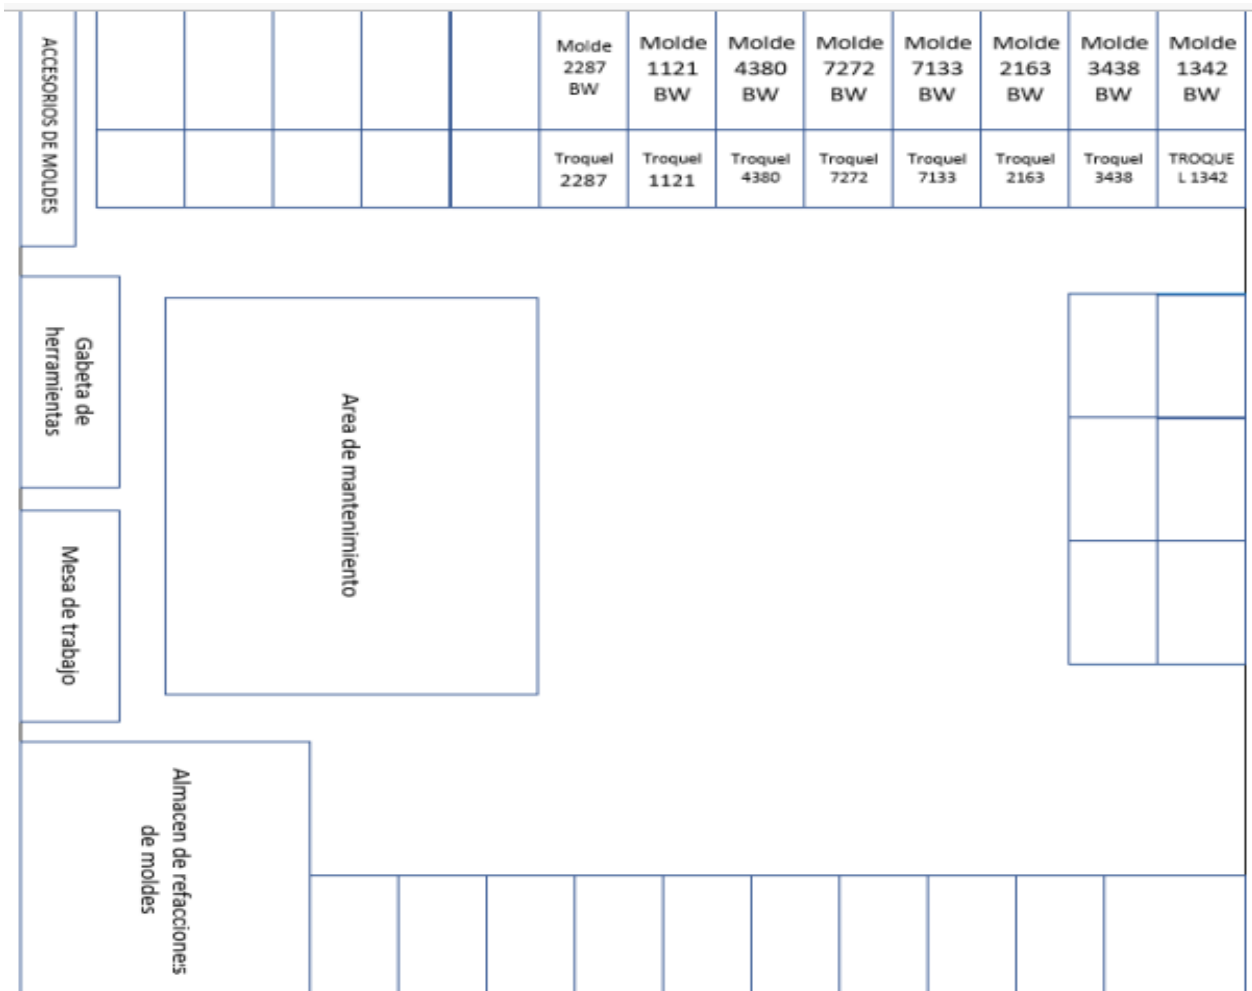 ACCESORIOS DE MOLDES
Molde
2287
BW
Molde
1121
BW
Molde
4380
BW
Molde
7272
BW
Molde
7133
BW
Molde
2163
BW
Molde
3438
BW
Molde
1342
BW
Troquel
2287
Troquel
1121
Troquel
4380
Troquel
7272
Troquel
7133
Troquel
2163
Troquel
3438
TROQUE
L 1342
Gabeta de
herramientas
Area de mantenimiento
Mesa de trabajo
Almacen de refacciones
de moldes